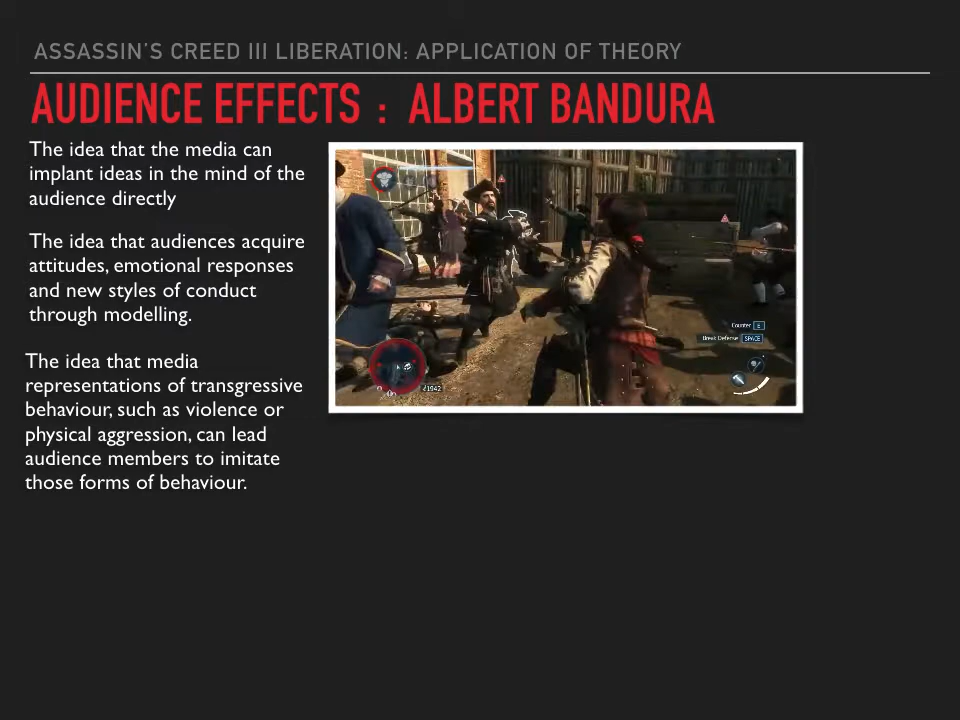 ASSASSIN'S CREED III LIBERATION: APPLICATION OF THEORY
AUDIENCE EFFECTS : ALBERT BANDURA
The idea that the media can
implant ideas in the mind of the
audience directly
The idea that audiences acquire
attitudes, emotional responses
and new styles of conduct
through modelling.
The idea that media
representations of transgressive
behaviour, such as violence or
physical aggression, can lead
audience members to imitate
those forms of behaviour.
Counter E
Break Defense SPACE
1942